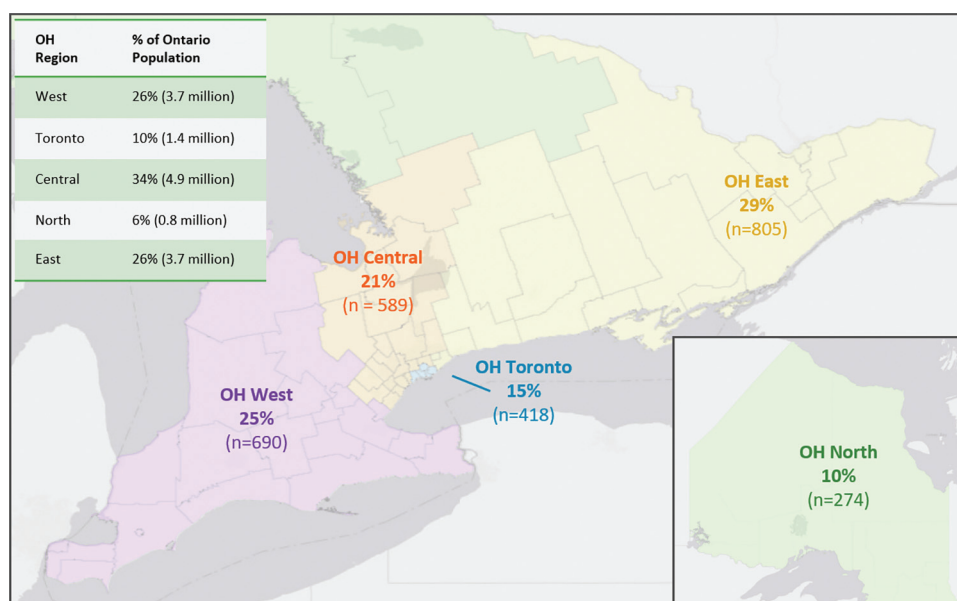 OH Region % of Ontario Population
West 26% (3.7 million)
Toronto 10% (1.4 million)
Central 34% (4.9 million)
North 6% (0.8 million)
East 26% (3.7 million)
OH East
29%
(n=805)
OH Central
21%
(n = 589)
OH Toronto
15%
(n=418)
OH West
25%
(n=690)
OH North
10%
(n=274)